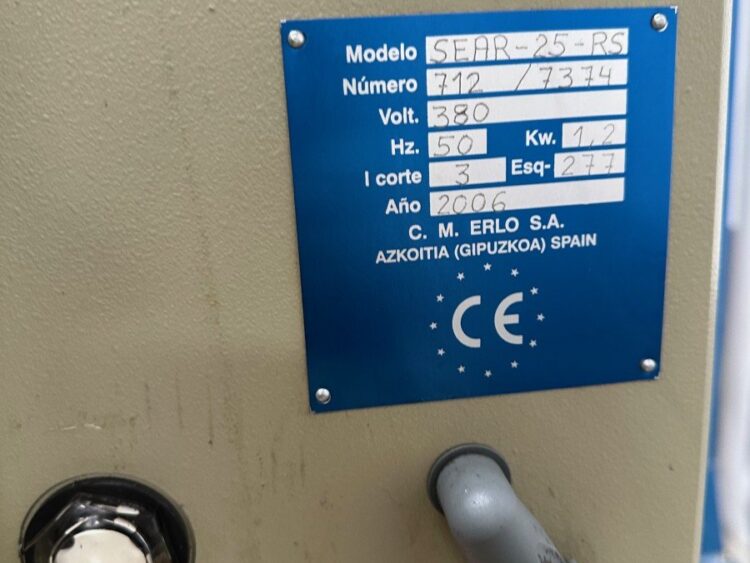 Modelo SEAR-25-RS
Número 712 /7374
Volt. 380
Hz. 50 Kw. 1,2
I corte 3 Esq- 277
Año 2006
C. M. ERLO S.A.
AZKOITIA (GIPUZKOA) SPAIN
CE